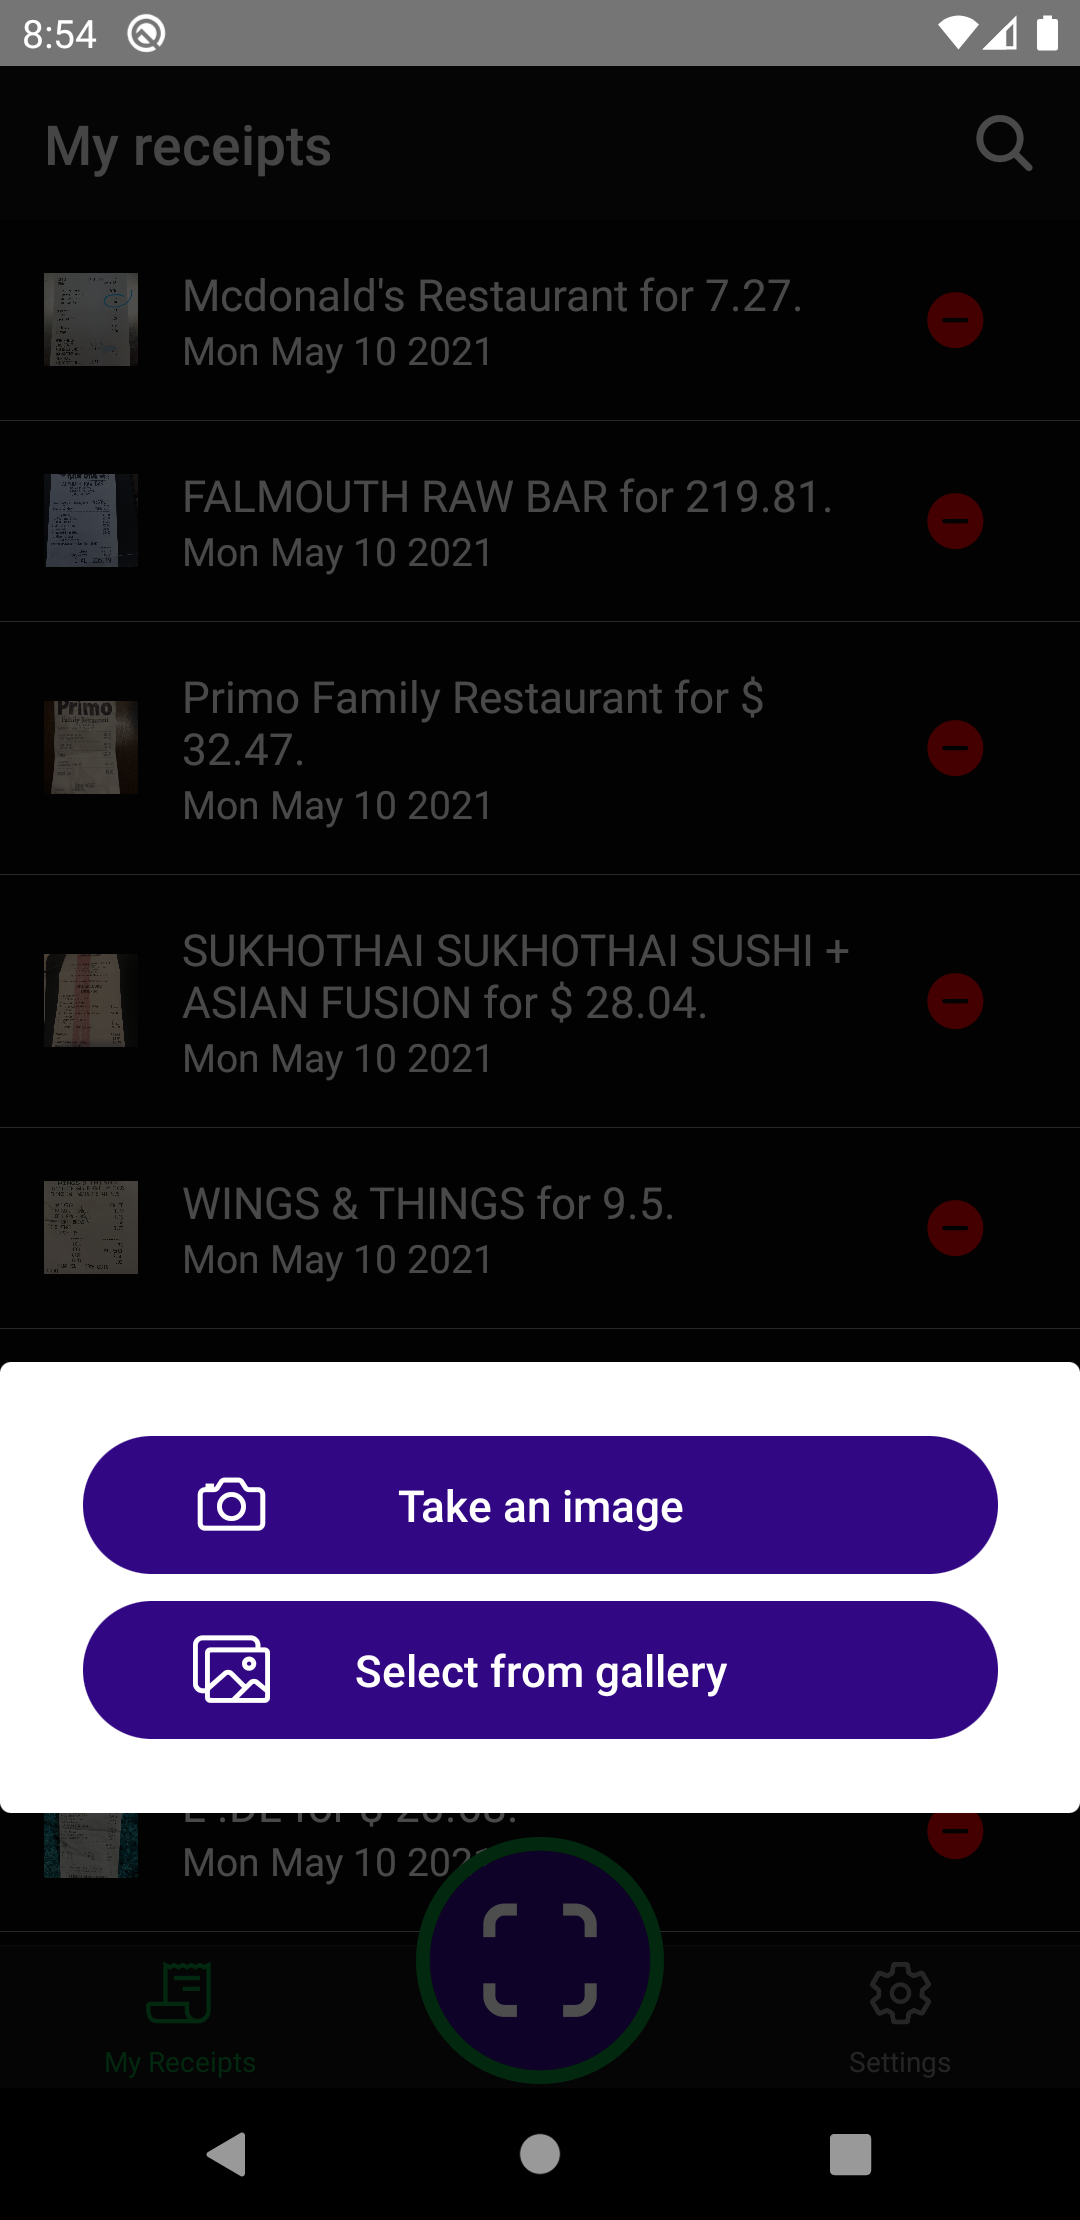 8:54
My receipts
Mcdonald's Restaurant for 7.27.
Mon May 10 2021
FALMOUTH RAW BAR for 219.81.
Mon May 10 2021
Primo Family Restaurant for $
32.47.
Mon May 10 2021
SUKHOTHAI SUKHOTHAI SUSHI +
ASIAN FUSION for $ 28.04.
Mon May 10 2021
WINGS & THINGS for 9.5.
Mon May 10 2021
Take an image
Select from gallery
Mon May 10 2021
My Receipts
Settings